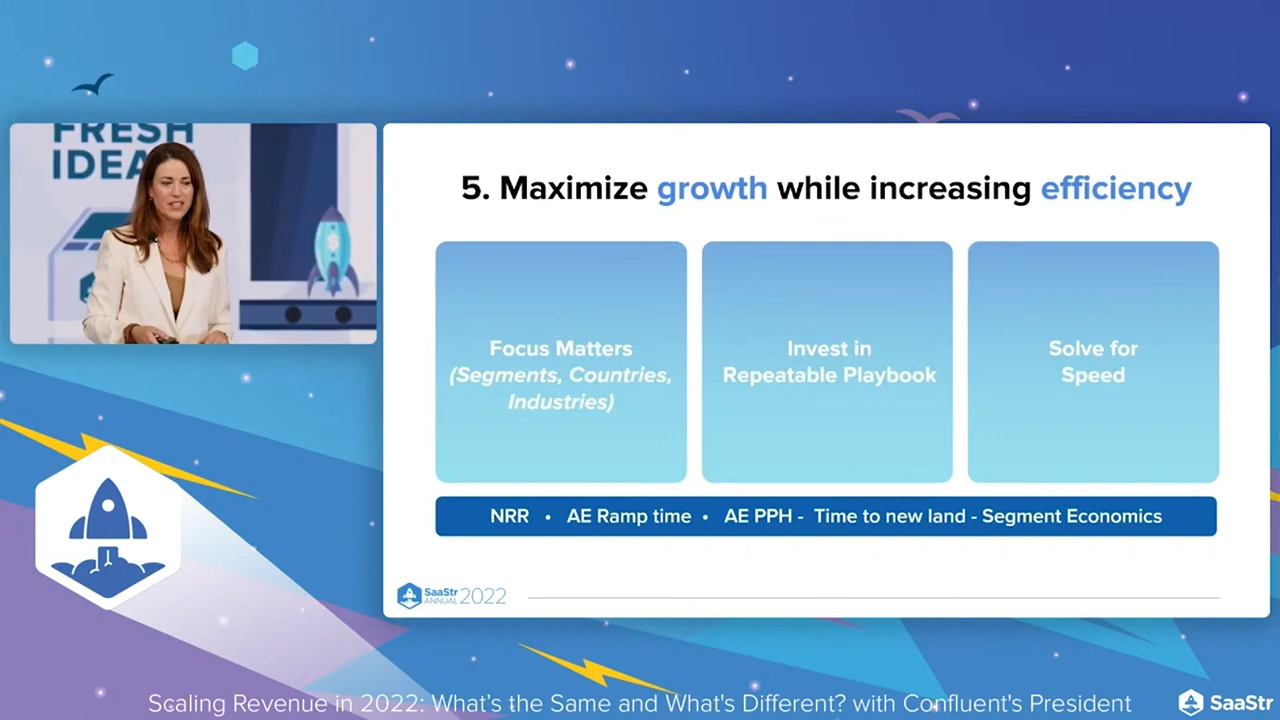 FRESH
5. Maximize growth while increasing efficiency
Focus Matters
(Segments, Countries,
Industries)
Invest in
Repeatable Playbook
Solve for
Speed
NRR • AE Ramp time • AE PPH - Time to new land - Segment Economics
SaaStr
ANNUAL 2022
Scaling Revenue in 2022: What's the Same and What's Different? with Confluent's President
SaaStr